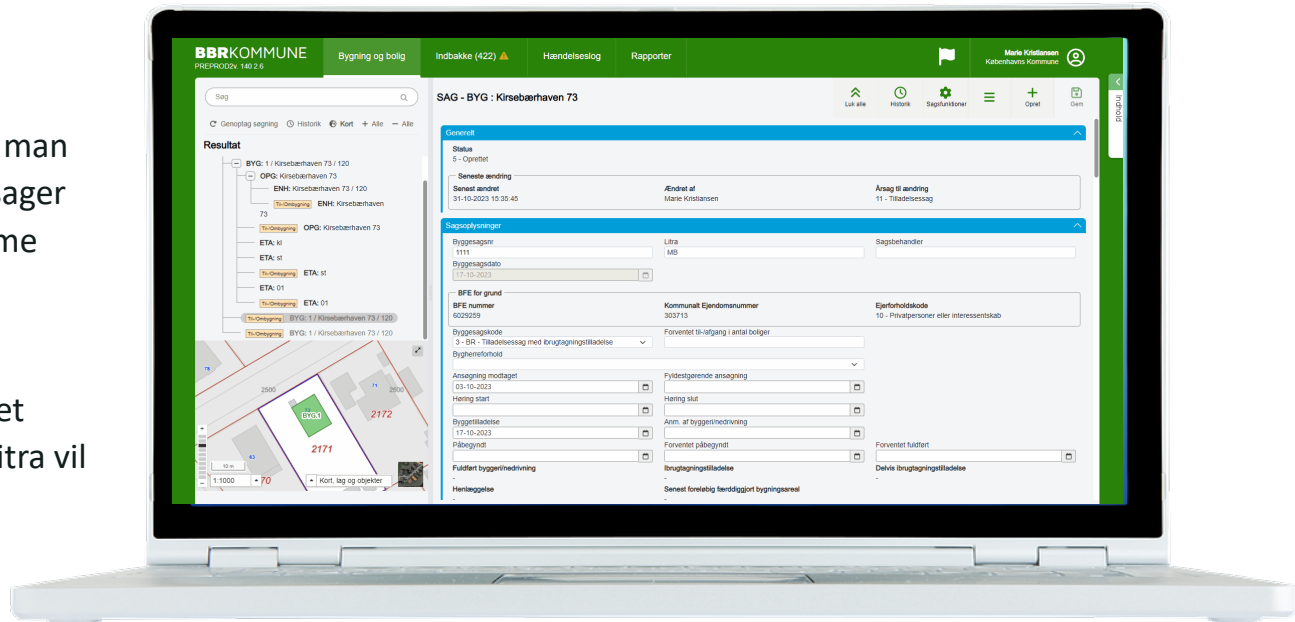 man
sager
me
et
itra vil
BBRKOMMUNE
PREPROD2v. 140 2.6
Bygning og bolig
Indbakke (422)
Hændelseslog
Rapporter
Marie Kristiansen
Københavns Kommune
Indhold
Søg
Genoptag søgning Historik Kort + Alle − Alle
Resultat
BYG: 1 / Kirsebærhaven 73 / 120
OPG: Kirsebærhaven 73
ENH: Kirsebærhaven 73 / 120
Til-/Ombygning ENH: Kirsebærhaven
73
Til-/Ombygning OPG: Kirsebærhaven 73
ETA: kl
ETA: st
Til-/Ombygning ETA: st
ETA: 01
Til-/Ombygning ETA: 01
Til-/Ombygning BYG: 1 / Kirsebærhaven 73 / 120
Til-/Ombygning BYG: 1 / Kirsebærhaven 73 / 120
78
2500
71
2500
73
BYG:1
2172
2171
63
70
10 m
1:1000
Kort, lag og objekter
SAG - BYG : Kirsebærhaven 73
Luk alle
Historik
Sagsfunktioner
Opret
Gem
Generelt
Status
5 - Oprettet
Seneste ændring
Senest ændret Ændret af Årsag til ændring
31-10-2023 15:35:45 Marie Kristiansen 11 - Tilladelsessag
Sagsoplysninger
Byggesagsnr Litra Sagsbehandler
1111 MB
Byggesagsdato
17-10-2023
BFE for grund
BFE nummer Kommunalt Ejendomsnummer Ejerforholdskode
6029259 303713 10 - Privatpersoner eller interessentskab
Byggesagskode Forventet til-/afgang i antal boliger
3 - BR - Tilladelsessag med ibrugtagningstilladelse
Bygherreforhold
Ansøgning modtaget Fyldestgørende ansøgning
03-10-2023
Høring start Høring slut
Byggetilladelse Anm. af byggeri/nedrivning
17-10-2023
Påbegyndt Forventet påbegyndt Forventet fuldført
Fuldført byggeri/nedrivning Ibrugtagningstilladelse Delvis ibrugtagningstilladelse
- - -
Henlæggelse Senest foreløbig færddiggjort bygningsareal
- -